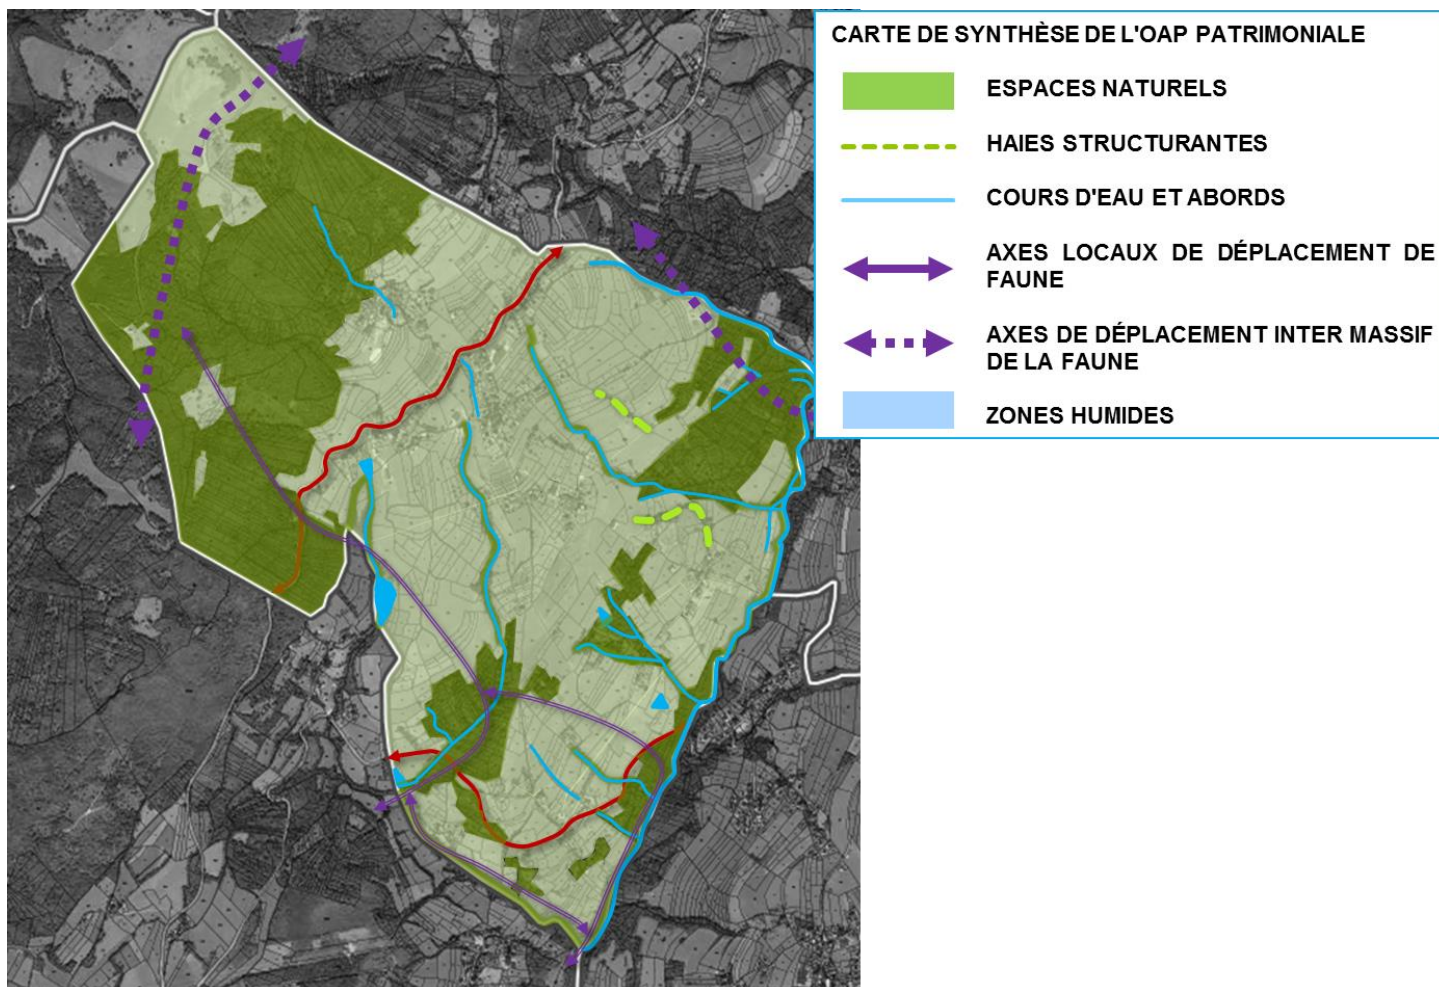 CARTE DE SYNTHÈSE DE L'OAP PATRIMONIALE
ESPACES NATURELS
HAIES STRUCTURANTES
COURS D'EAU ET ABORDS
AXES LOCAUX DE DÉPLACEMENT DE
FAUNE
AXES DE DÉPLACEMENT INTER MASSIF
DE LA FAUNE
ZONES HUMIDES